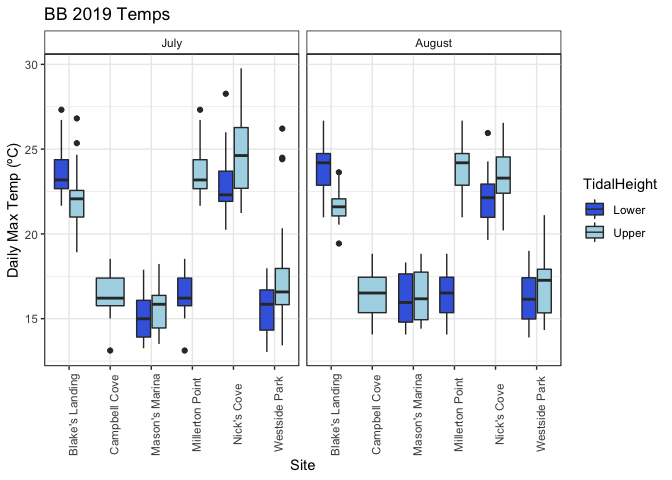 BB 2019 Temps
July
August
30
25
20
15
Daily Max Temp (ºC)
Blake's Landing
Campbell Cove
Mason's Marina
Millerton Point
Nick's Cove
Westside Park
Blake's Landing
Campbell Cove
Mason's Marina
Millerton Point
Nick's Cove
Westside Park
Site
TidalHeight
Lower
Upper